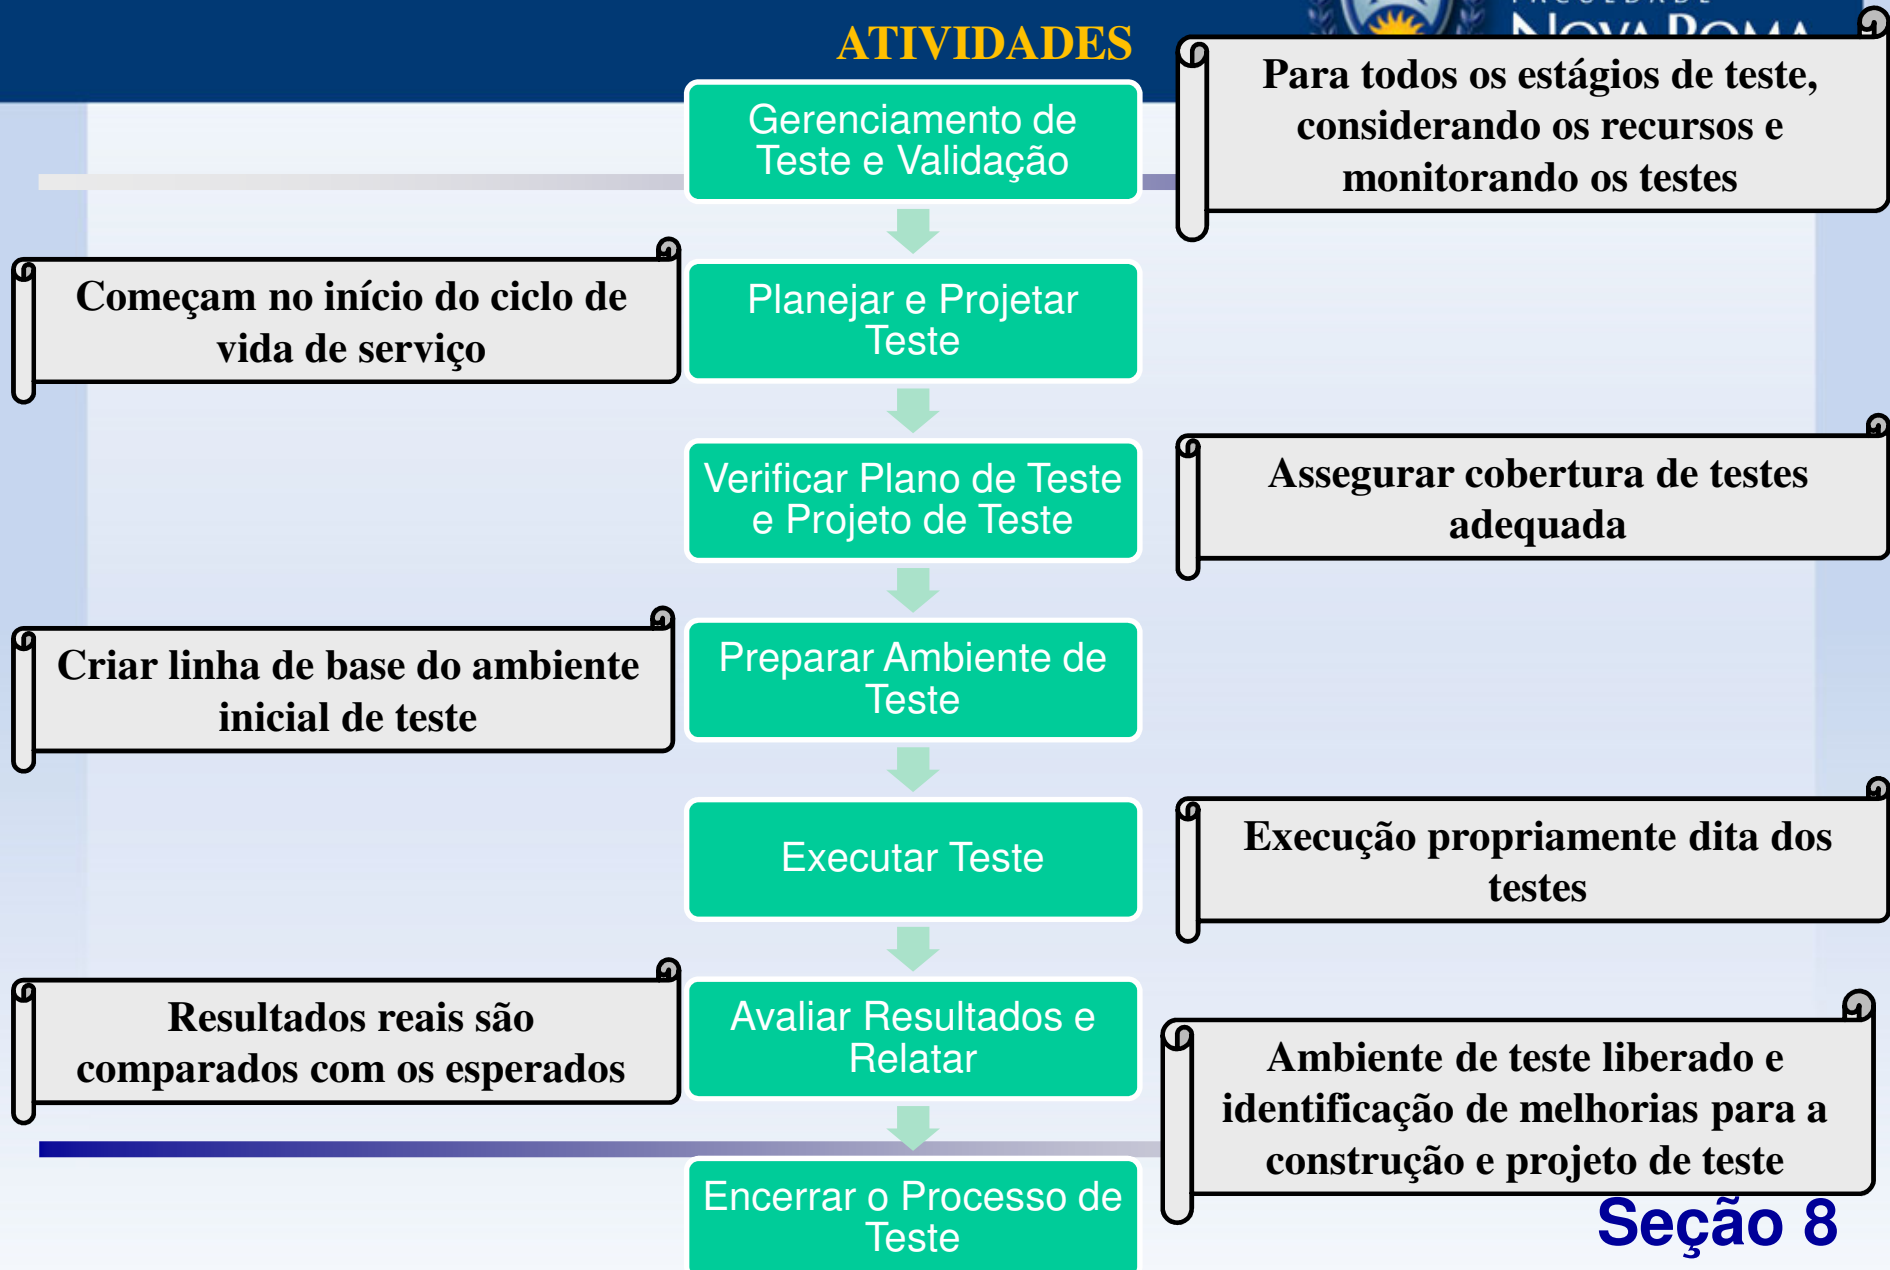 FACULDADE
NOVA ROMA
ATIVIDADES
Gerenciamento de
Teste e Validação
Para todos os estágios de teste,
considerando os recursos e
monitorando os testes
Começam no início do ciclo de
vida de serviço
Planejar e Projetar
Teste
Verificar Plano de Teste
e Projeto de Teste
Assegurar cobertura de testes
adequada
Criar linha de base do ambiente
inicial de teste
Preparar Ambiente de
Teste
Executar Teste
Execução propriamente dita dos
testes
Resultados reais são
comparados com os esperados
Avaliar Resultados e
Relatar
Ambiente de teste liberado e
identificação de melhorias para a
construção e projeto de teste
Encerrar o Processo de
Teste
Seção 8